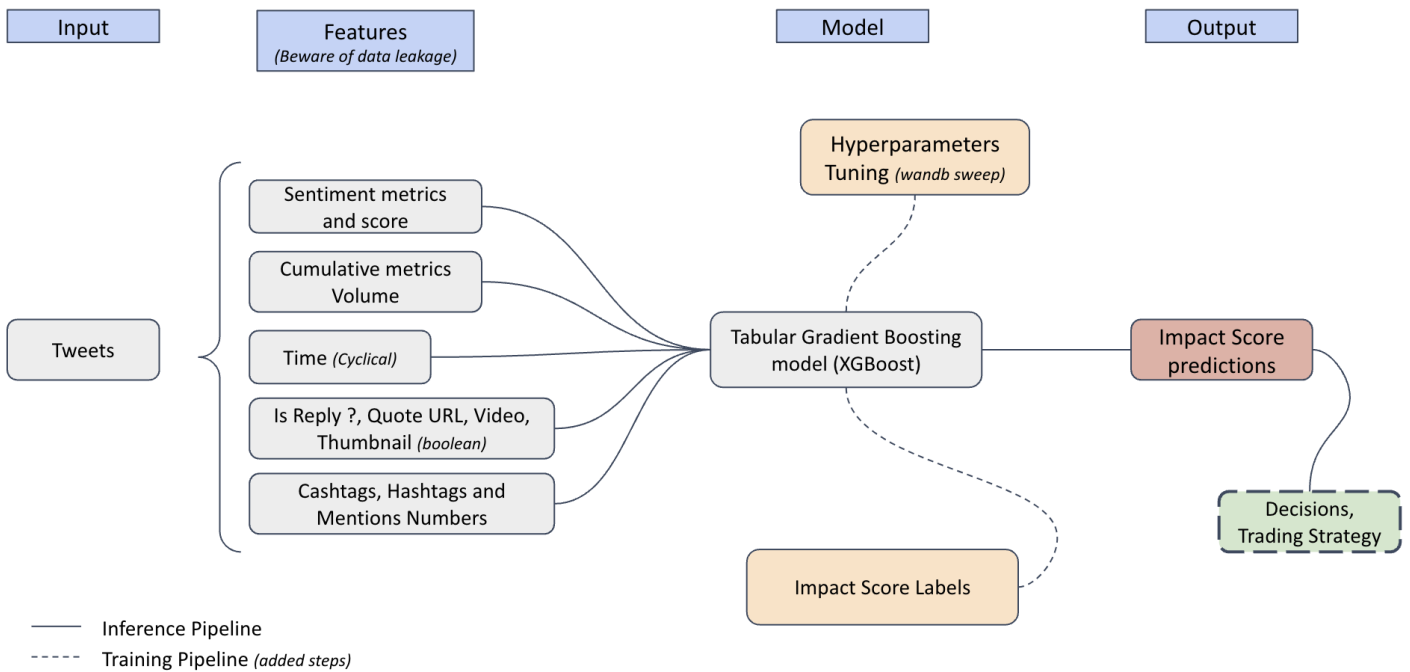 Input
Features
(Beware of data leakage)
Model
Output
Hyperparameters
Tuning (wandb sweep)
Sentiment metrics
and score
Cumulative metrics
Volume
Tweets
Time (Cyclical)
Tabular Gradient Boosting
model (XGBoost)
Impact Score
predictions
Is Reply ?, Quote URL, Video,
Thumbnail (boolean)
Cashtags, Hashtags and
Mentions Numbers
Decisions,
Trading Strategy
Impact Score Labels
Inference Pipeline
Training Pipeline (added steps)